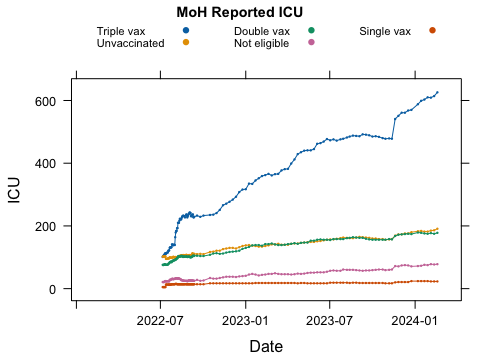 MoH Reported ICU
Triple vax Double vax Single vax
Unvaccinated Not eligible
600
400
200
0
ICU
2022-07 2023-01 2023-07 2024-01
Date